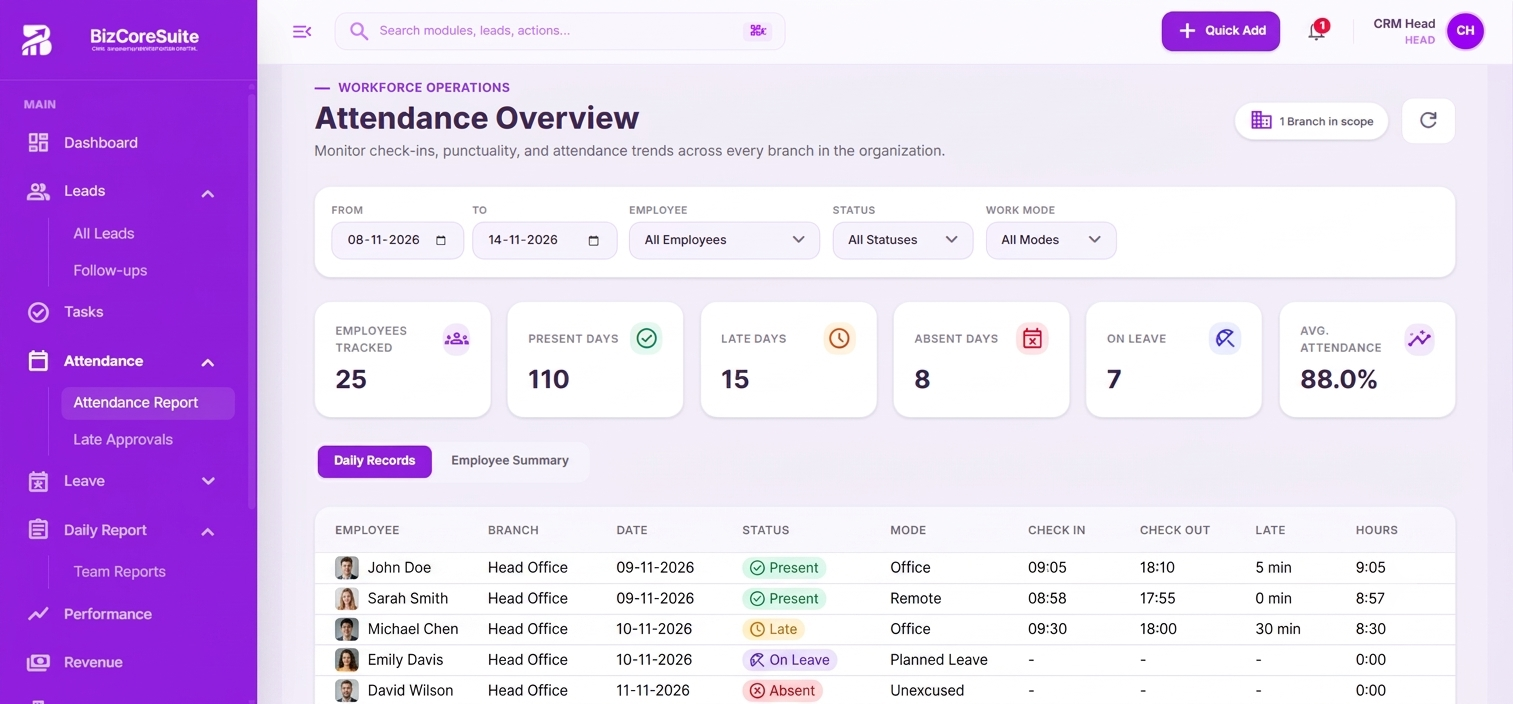 BizCoreSuite
Search modules, leads, actions...
⌘K
Quick Add
1
CRM Head
HEAD
CH
MAIN
Dashboard
Leads
All Leads
Follow-ups
Tasks
Attendance
Attendance Report
Late Approvals
Leave
Daily Report
Team Reports
Performance
Revenue
WORKFORCE OPERATIONS
Attendance Overview
Monitor check-ins, punctuality, and attendance trends across every branch in the organization.
1 Branch in scope
FROM TO EMPLOYEE STATUS WORK MODE
08-11-2026 14-11-2026 All Employees All Statuses All Modes
EMPLOYEES TRACKED
25
PRESENT DAYS
110
LATE DAYS
15
ABSENT DAYS
8
ON LEAVE
7
AVG. ATTENDANCE
88.0%
Daily Records Employee Summary
EMPLOYEE BRANCH DATE STATUS MODE CHECK IN CHECK OUT LATE HOURS
John Doe Head Office 09-11-2026 Present Office 09:05 18:10 5 min 9:05
Sarah Smith Head Office 09-11-2026 Present Remote 08:58 17:55 0 min 8:57
Michael Chen Head Office 10-11-2026 Late Office 09:30 18:00 30 min 8:30
Emily Davis Head Office 10-11-2026 On Leave Planned Leave - - - 0:00
David Wilson Head Office 11-11-2026 Absent Unexcused - - - 0:00